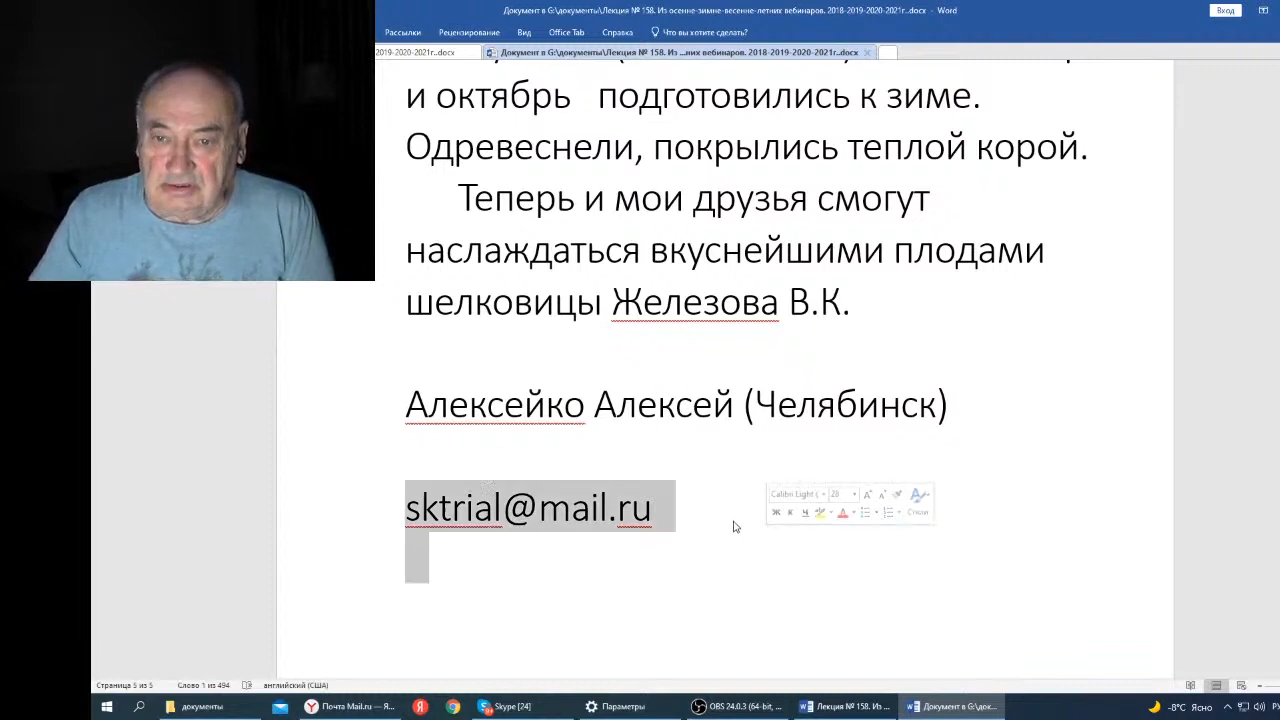 Документ в G:\документы\Лекция № 158. Из осенне-зимне-весенне-летних вебинаров. 2018-2019-2020-2021г..docx - Word
Вход
Рассылки Рецензирование Вид Office Tab Справка Что вы хотите сделать?
2019-2020-2021г..docx Документ в G:\документы\Лекция № 158. Из ...них вебинаров. 2018-2019-2020-2021г..docx
и октябрь подготовились к зиме.
Одревеснели, покрылись теплой корой.
Теперь и мои друзья смогут
наслаждаться вкуснейшими плодами
шелковицы Железова В.К.
Алексейко Алексей (Челябинск)
sktrial@mail.ru
Calibri Light ( 28
Ж К Ч Стили
Страница 5 из 5 Слово 1 из 494 английский (США)
документы Почта Mail.ru — Я... Skype [24] Параметры OBS 24.0.3 (64-bit, ... Лекция № 158. Из ... Документ в G:\док... -8°C Ясно